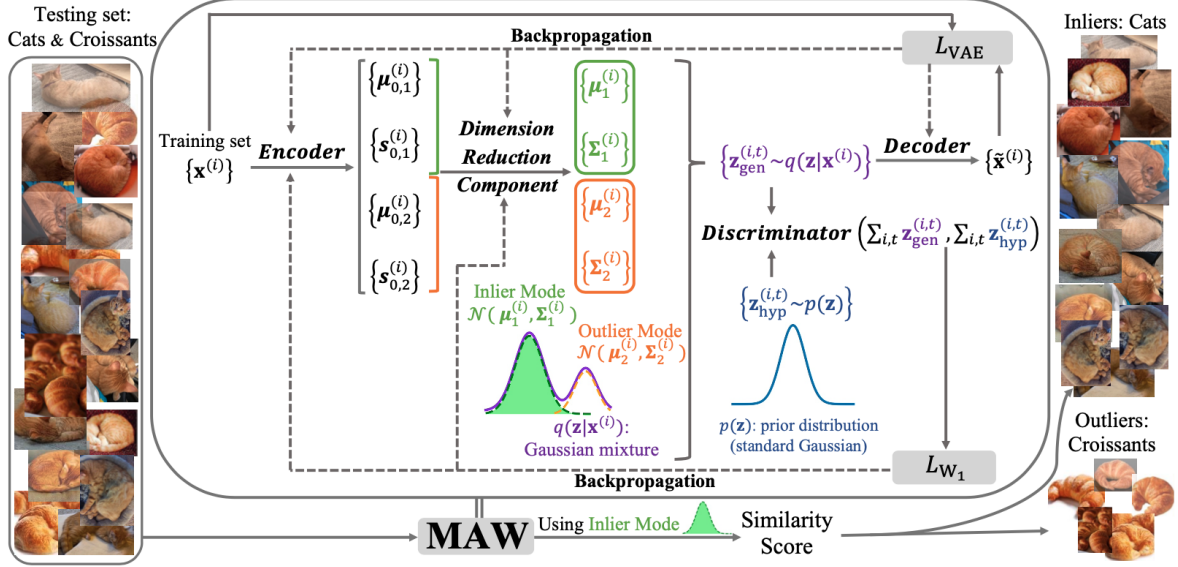 Testing set:
Cats & Croissants
Training set
{x^(i)}
Encoder
Backpropagation
{μ_0,1^(i)}
{s_0,1^(i)}
{μ_0,2^(i)}
{s_0,2^(i)}
Dimension
Reduction
Component
{μ_1^(i)}
{Σ_1^(i)}
{μ_2^(i)}
{Σ_2^(i)}
Inlier Mode
𝒩(μ_1^(i), Σ_1^(i))
Outlier Mode
𝒩(μ_2^(i), Σ_2^(i))
q(z|x^(i)):
Gaussian mixture
{z_gen^(i,t)~q(z|x^(i))}
Decoder
{x̃^(i)}
L_VAE
Discriminator (∑_i,t z_gen^(i,t), ∑_i,t z_hyp^(i,t))
{z_hyp^(i,t)~p(z)}
p(z): prior distribution
(standard Gaussian)
L_W₁
Backpropagation
MAW
Using Inlier Mode
Similarity
Score
Inliers: Cats
Outliers:
Croissants